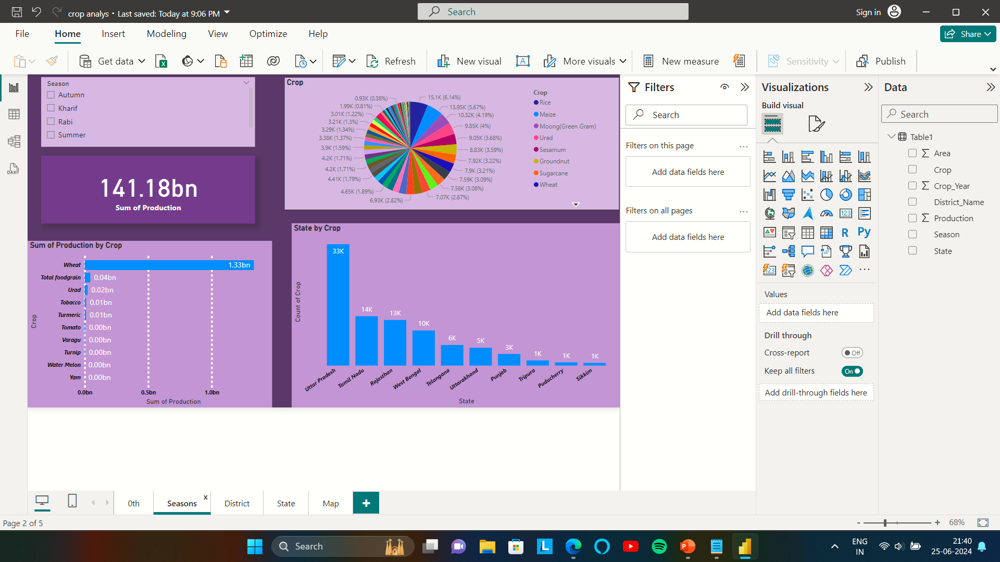 crop analys • Last saved: Today at 9:06 PM
Search
Sign in
File
Home
Insert
Modeling
View
Optimize
Help
Share
Get data
Refresh
New visual
More visuals
New measure
Sensitivity
Publish
Season
Autumn
Kharif
Rabi
Summer
141.18bn
Sum of Production
Sum of Production by Crop
Crop
Wheat 1.33bn
Total foodgrain 0.04bn
Urad 0.02bn
Tobacco 0.01bn
Turmeric 0.01bn
Tomato 0.00bn
Varagu 0.00bn
Turnip 0.00bn
Water Melon 0.00bn
Yam 0.00bn
0.0bn 0.5bn 1.0bn
Sum of Production
Crop
0.93K (0.38%)
1.99K (0.81%)
3.01K (1.22%)
3.21K (1.3%)
3.29K (1.34%)
3.38K (1.37%)
3.9K (1.59%)
4.2K (1.71%)
4.2K (1.71%)
4.41K (1.79%)
4.65K (1.89%)
6.93K (2.82%)
15.1K (6.14%)
13.95K (5.67%)
10.32K (4.19%)
9.85K (4%)
9.05K (3.68%)
8.83K (3.59%)
7.92K (3.22%)
7.9K (3.21%)
7.59K (3.09%)
7.58K (3.08%)
7.07K (2.87%)
Crop
Rice
Maize
Moong(Green Gram)
Urad
Sesamum
Groundnut
Sugarcane
Wheat
State by Crop
Count of Crop
33K
14K
13K
10K
6K
5K
3K
1K
1K
1K
Uttar Pradesh
Tamil Nadu
Rajasthan
West Bengal
Telangana
Uttarakhand
Punjab
Tripura
Puducherry
Sikkim
State
Filters
Search
Filters on this page
...
Add data fields here
Filters on all pages
...
Add data fields here
Visualizations
Build visual
123
R
Py
123
...
Values
Add data fields here
Drill through
Cross-report
Off
Keep all filters
On
Add drill-through fields here
Data
Search
Table1
Σ Area
Crop
Σ Crop_Year
District_Name
Σ Production
Season
State
DAX
A
0th
Seasons
x
District
State
Map
+
Page 2 of 5
- + 68%
Search
L
P
ENG
IN
21:40
25-06-2024